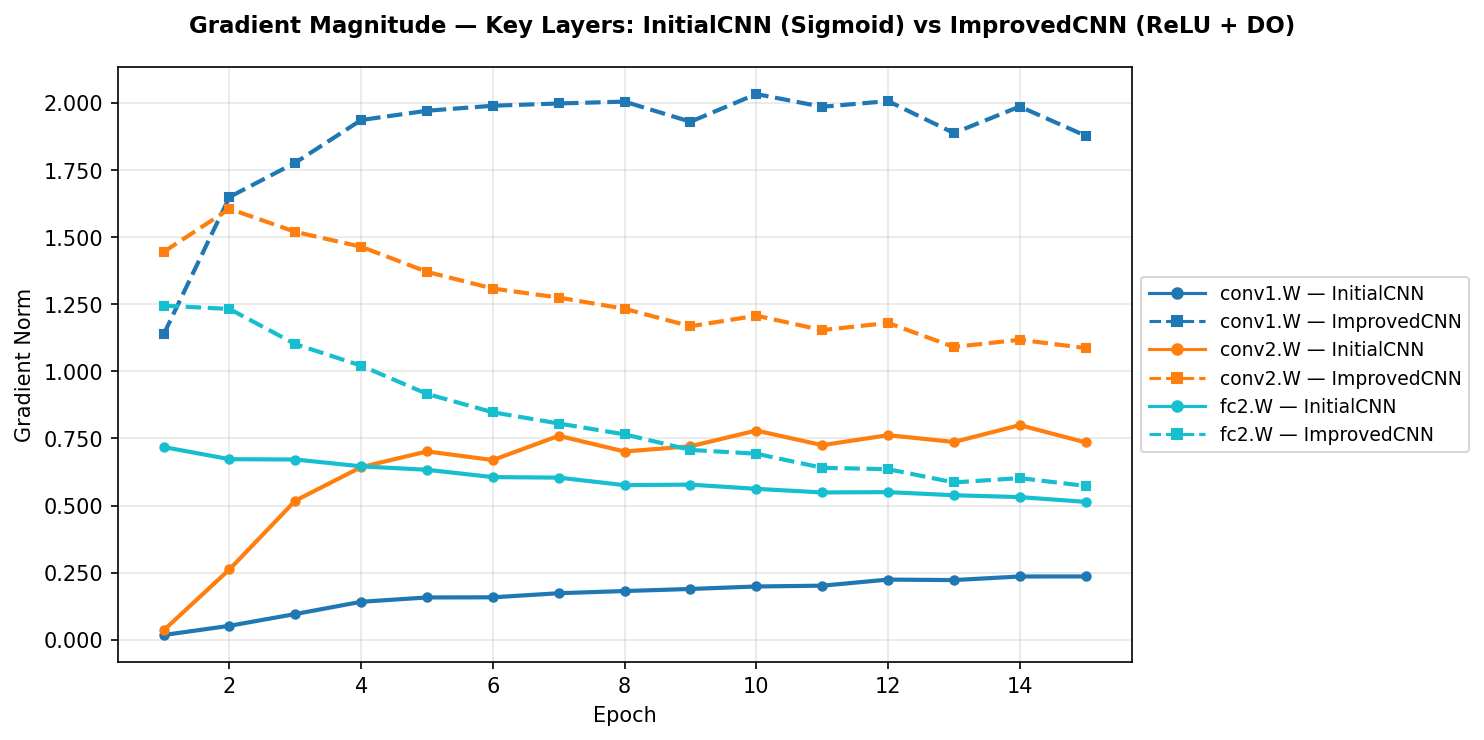 Gradient Magnitude — Key Layers: InitialCNN (Sigmoid) vs ImprovedCNN (ReLU + DO)
Gradient Norm
2.000
1.750
1.500
1.250
1.000
0.750
0.500
0.250
0.000
2 4 6 8 10 12 14
Epoch
conv1.W — InitialCNN
conv1.W — ImprovedCNN
conv2.W — InitialCNN
conv2.W — ImprovedCNN
fc2.W — InitialCNN
fc2.W — ImprovedCNN